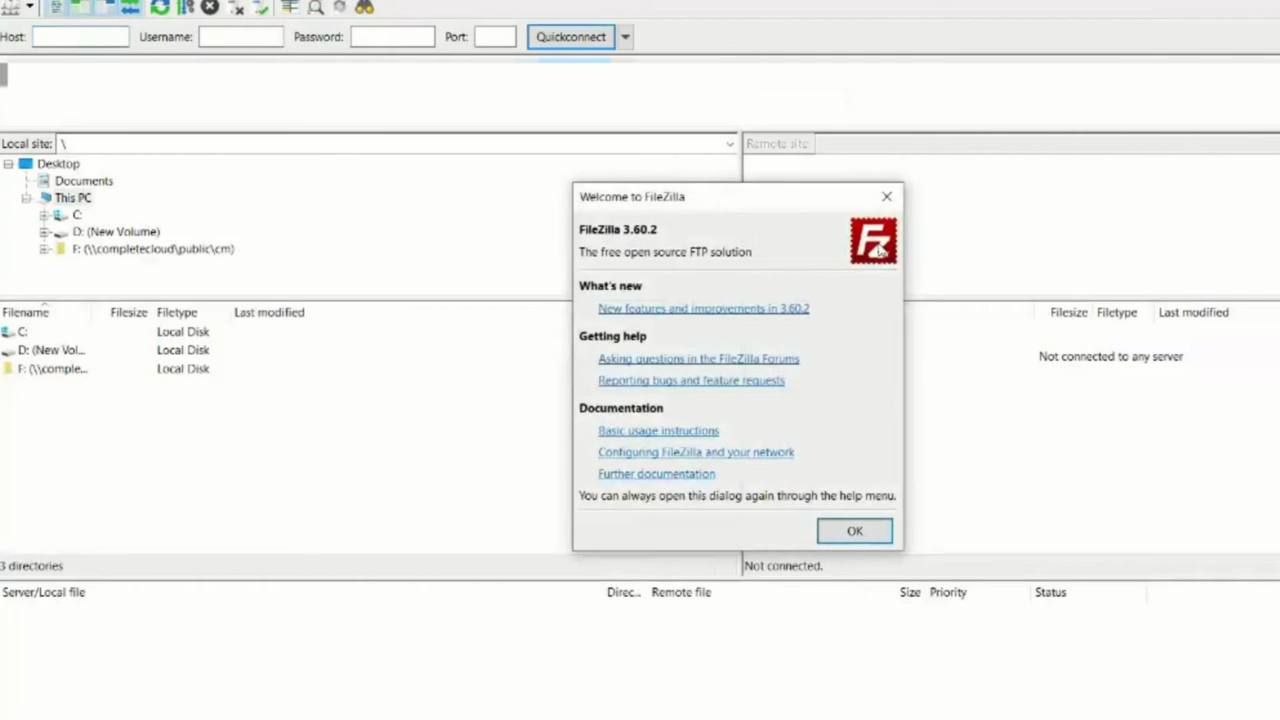 Host: Username: Password: Port: Quickconnect
Local site: \
Remote site:
Desktop
Documents
This PC
C:
D: (New Volume)
F: (\\completecloud\public\cm)
Filename Filesize Filetype Last modified
C: Local Disk
D: (New Vol... Local Disk
F: (\\comple... Local Disk
3 directories
Welcome to FileZilla
FileZilla 3.60.2
The free open source FTP solution
What's new
New features and improvements in 3.60.2
Getting help
Asking questions in the FileZilla Forums
Reporting bugs and feature requests
Documentation
Basic usage instructions
Configuring FileZilla and your network
Further documentation
You can always open this dialog again through the help menu.
OK
Filesize Filetype Last modified
Not connected to any server
Not connected.
Server/Local file Direc... Remote file Size Priority Status